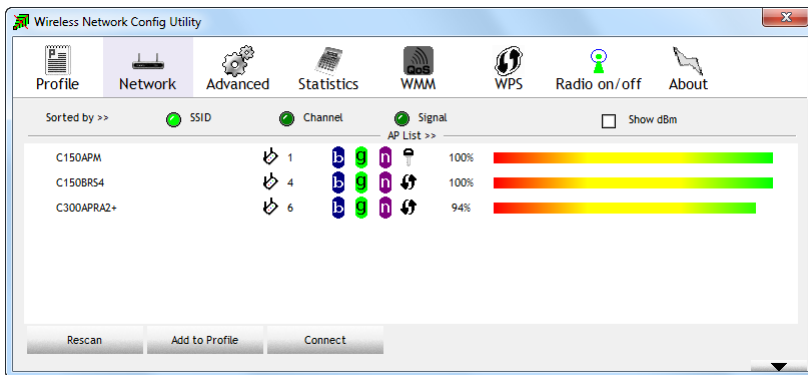 Wireless Network Config Utility
Profile Network Advanced Statistics QoS WMM WPS Radio on/off About
Sorted by >> SSID Channel Signal Show dBm
AP List >>
C150APM 1 b g n 100%
C150BRS4 4 b g n 100%
C300APRA2+ 6 b g n 94%
Rescan Add to Profile Connect